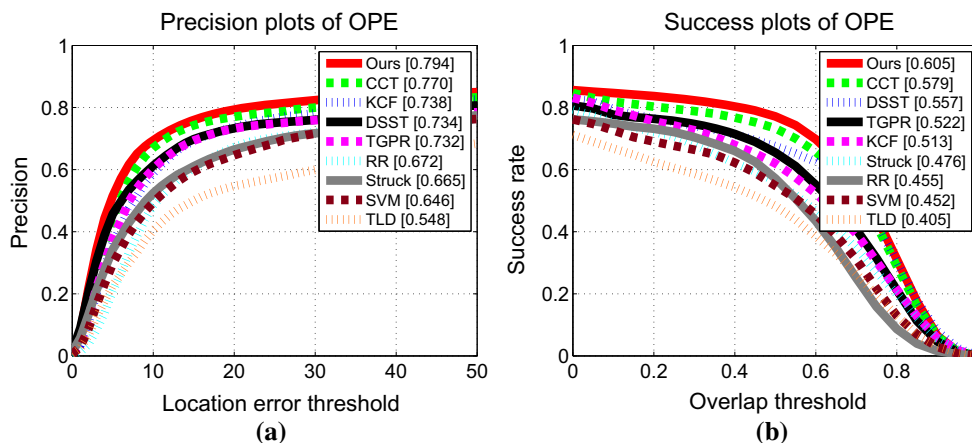 Precision plots of OPE
1
0.8
0.6
0.4
0.2
0
Precision
Ours [0.794]
CCT [0.770]
KCF [0.738]
DSST [0.734]
TGPR [0.732]
RR [0.672]
Struck [0.665]
SVM [0.646]
TLD [0.548]
0 10 20 30 40 50
Location error threshold
(a)
Success plots of OPE
1
0.8
0.6
0.4
0.2
0
Success rate
Ours [0.605]
CCT [0.579]
DSST [0.557]
TGPR [0.522]
KCF [0.513]
Struck [0.476]
RR [0.455]
SVM [0.452]
TLD [0.405]
0 0.2 0.4 0.6 0.8
Overlap threshold
(b)